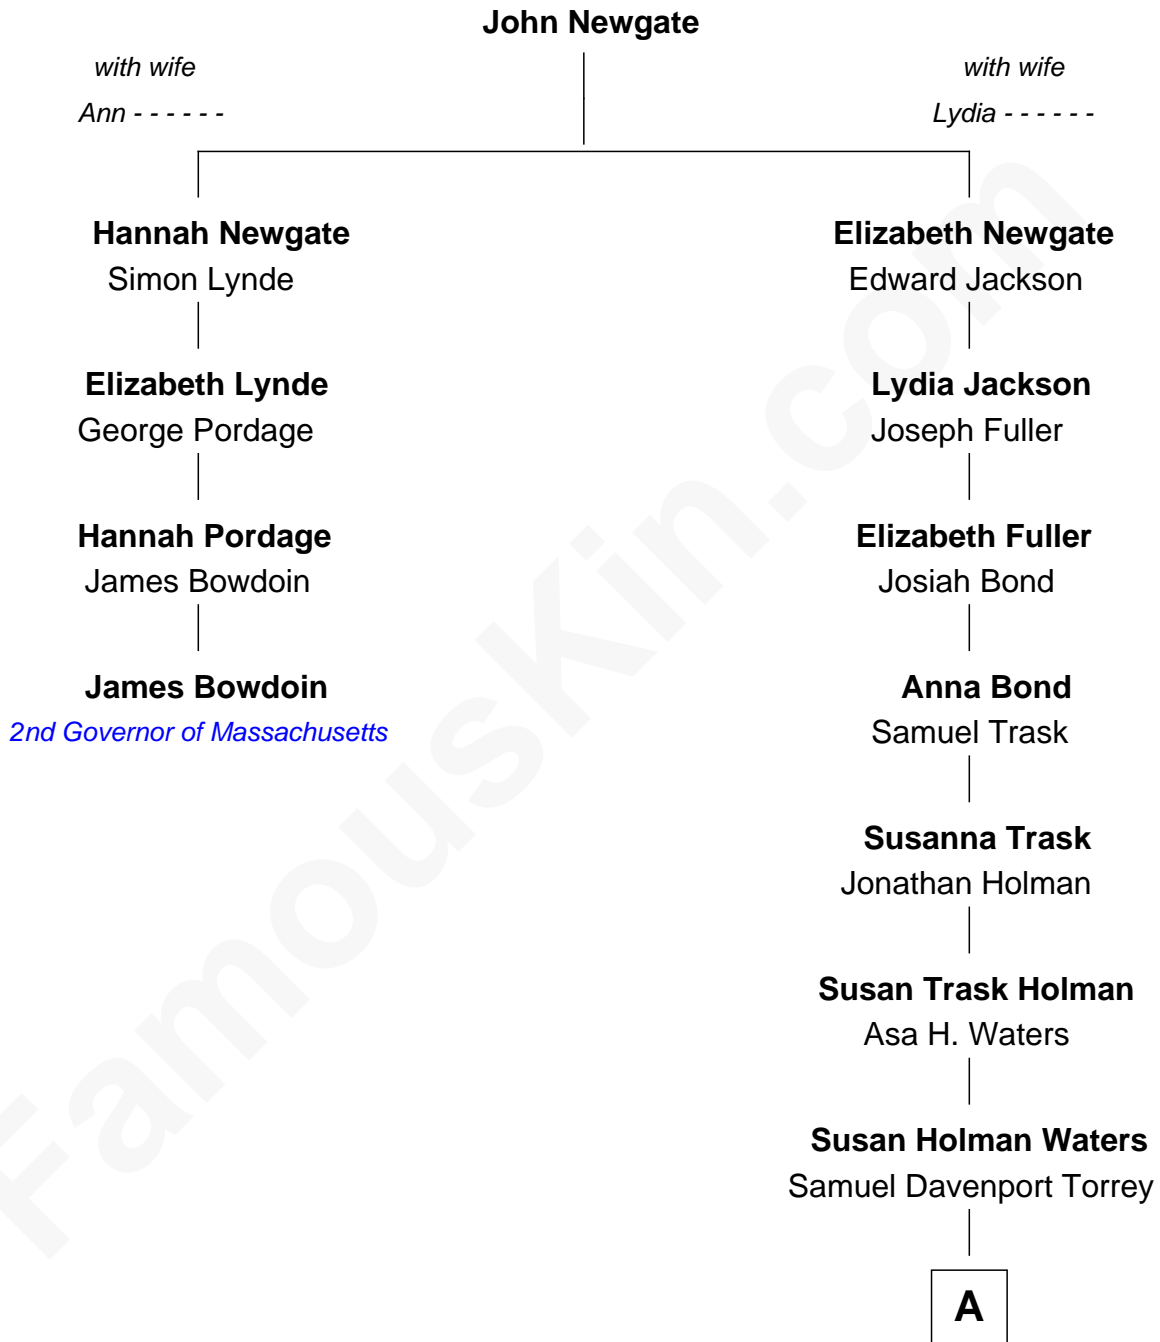 John Newgate
with wife
Ann - - - - - -
with wife
Lydia - - - - - -
Hannah Newgate
Simon Lynde
Elizabeth Newgate
Edward Jackson
Elizabeth Lynde
George Pordage
Lydia Jackson
Joseph Fuller
Hannah Pordage
James Bowdoin
Elizabeth Fuller
Josiah Bond
James Bowdoin
2nd Governor of Massachusetts
Anna Bond
Samuel Trask
Susanna Trask
Jonathan Holman
Susan Trask Holman
Asa H. Waters
Susan Holman Waters
Samuel Davenport Torrey
A
FamousKin.com